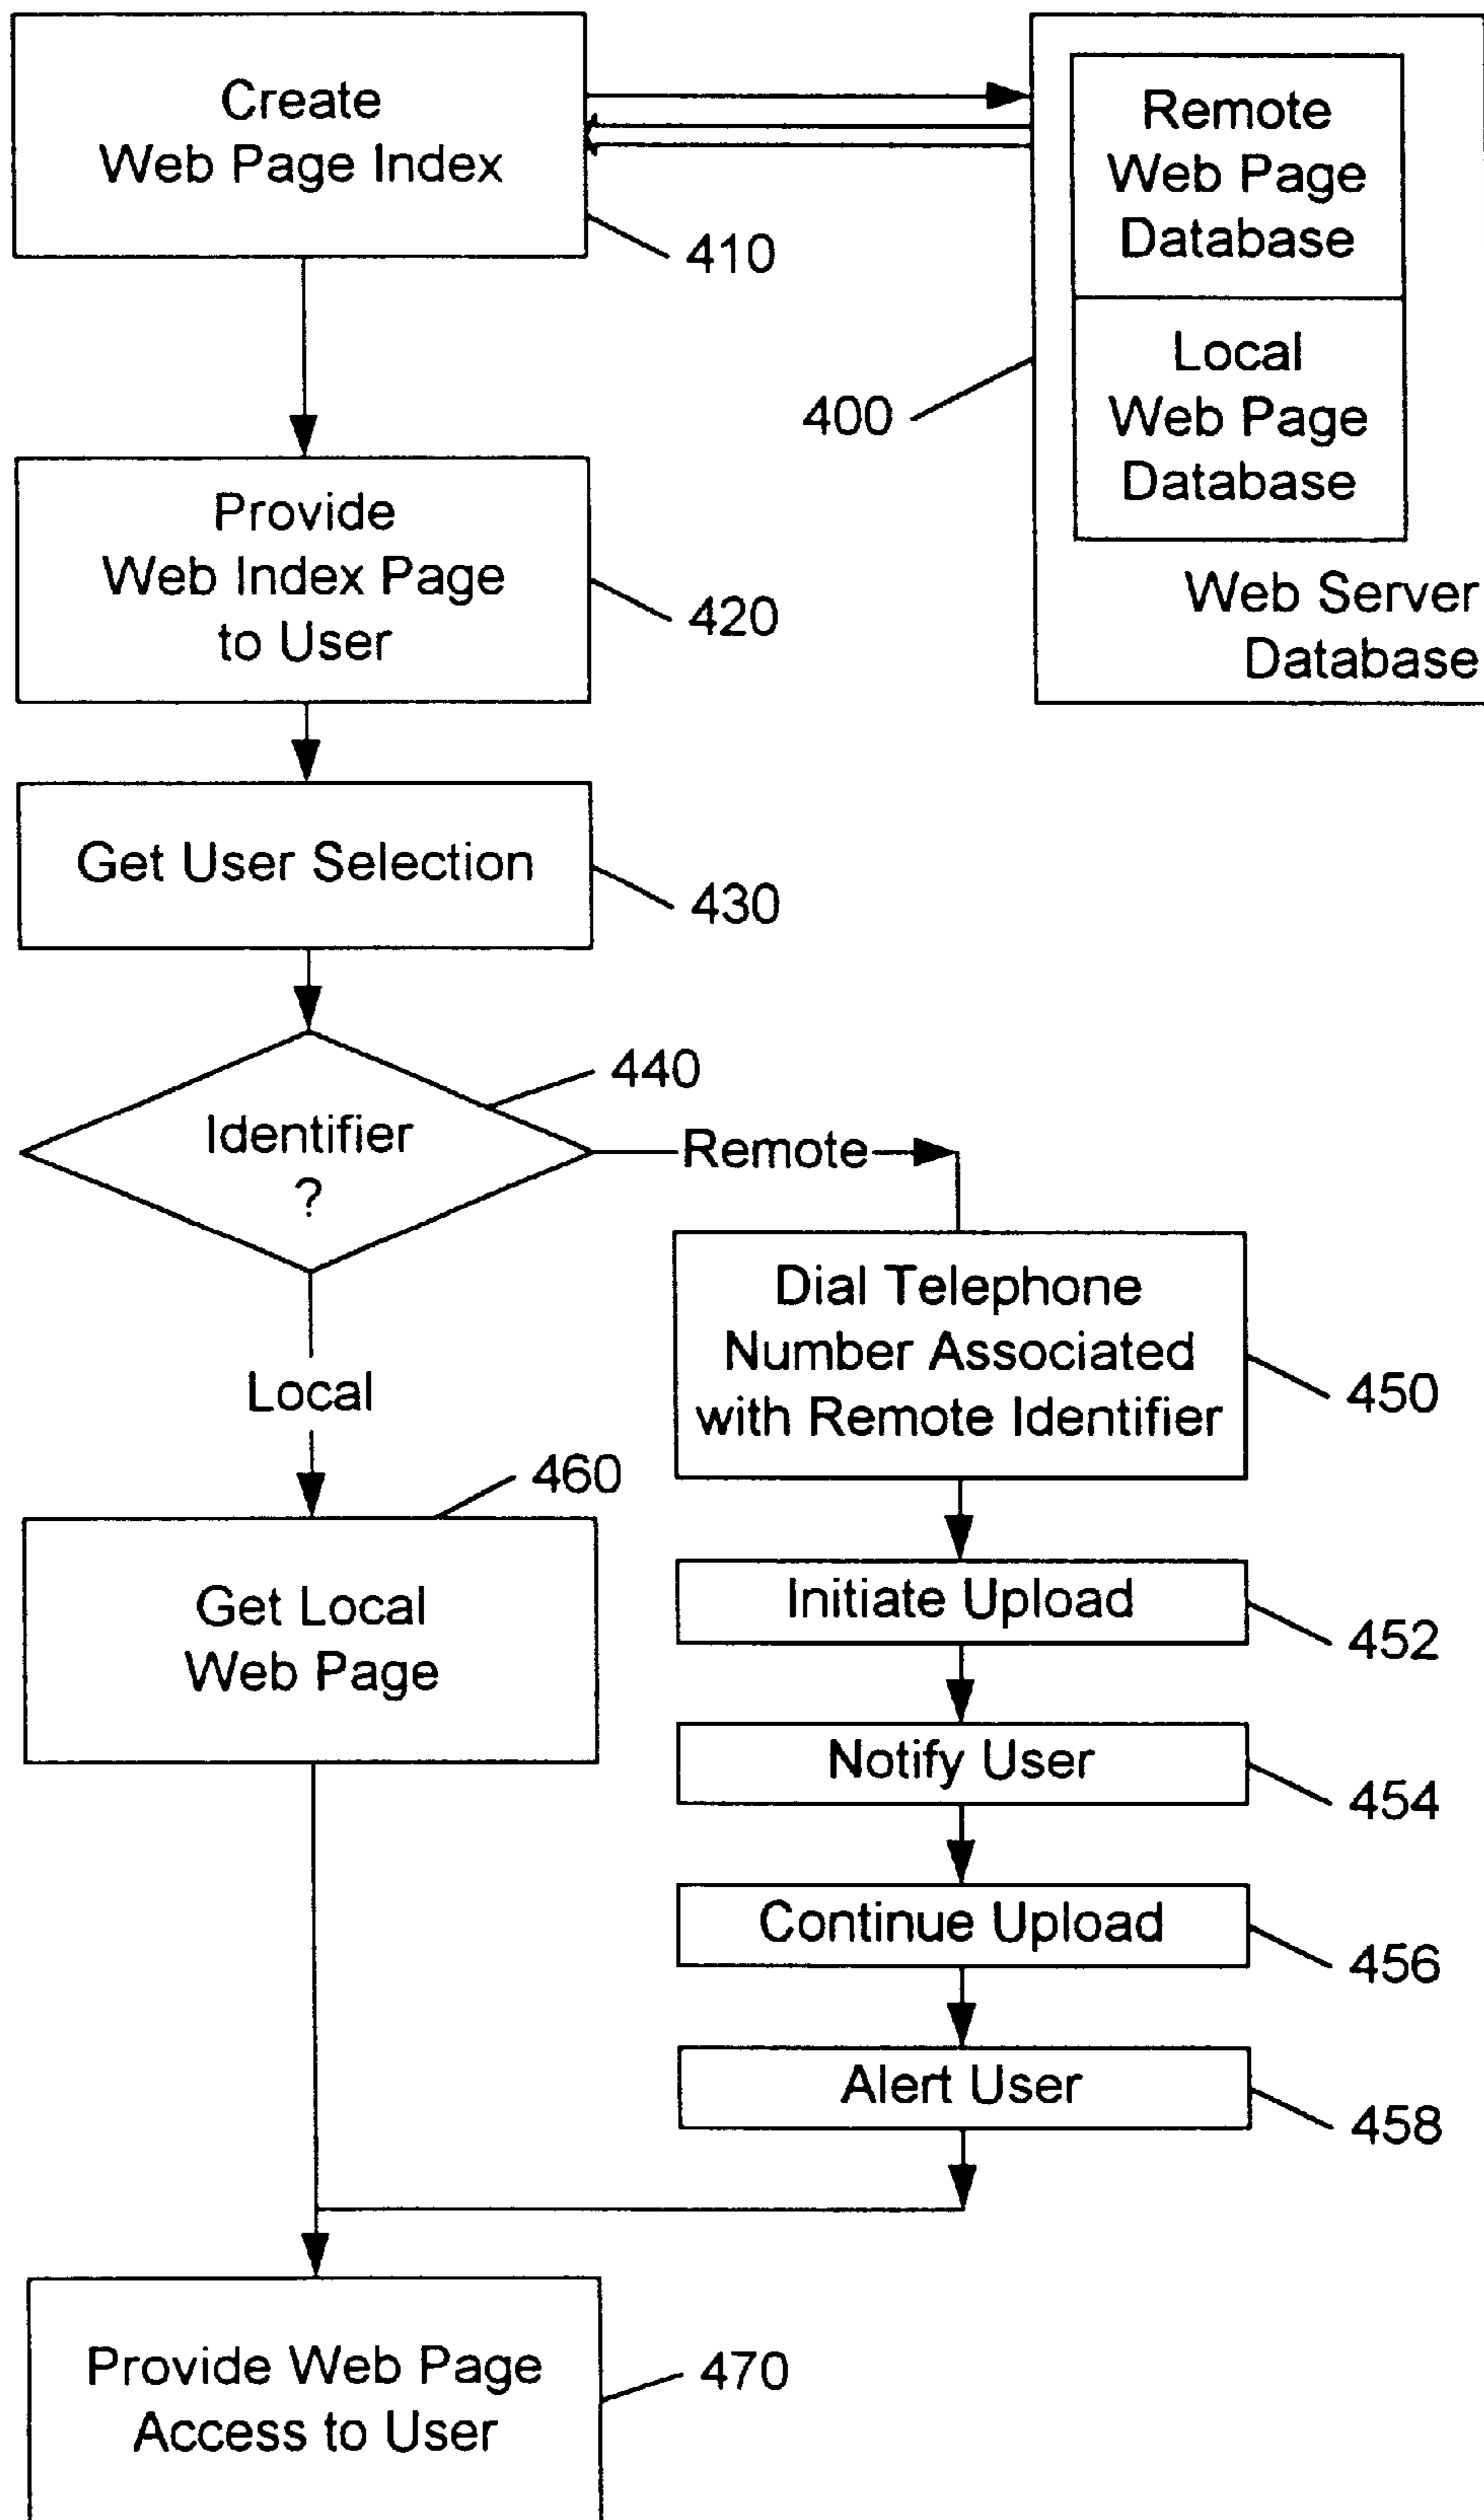 Create
Web Page Index
410
Remote
Web Page
Database
Local
Web Page
Database
400
Web Server
Database
Provide
Web Index Page
to User
420
Get User Selection
430
440
Identifier
?
Remote
Local
Dial Telephone
Number Associated
with Remote Identifier
450
460
Get Local
Web Page
Initiate Upload
452
Notify User
454
Continue Upload
456
Alert User
458
Provide Web Page
Access to User
470